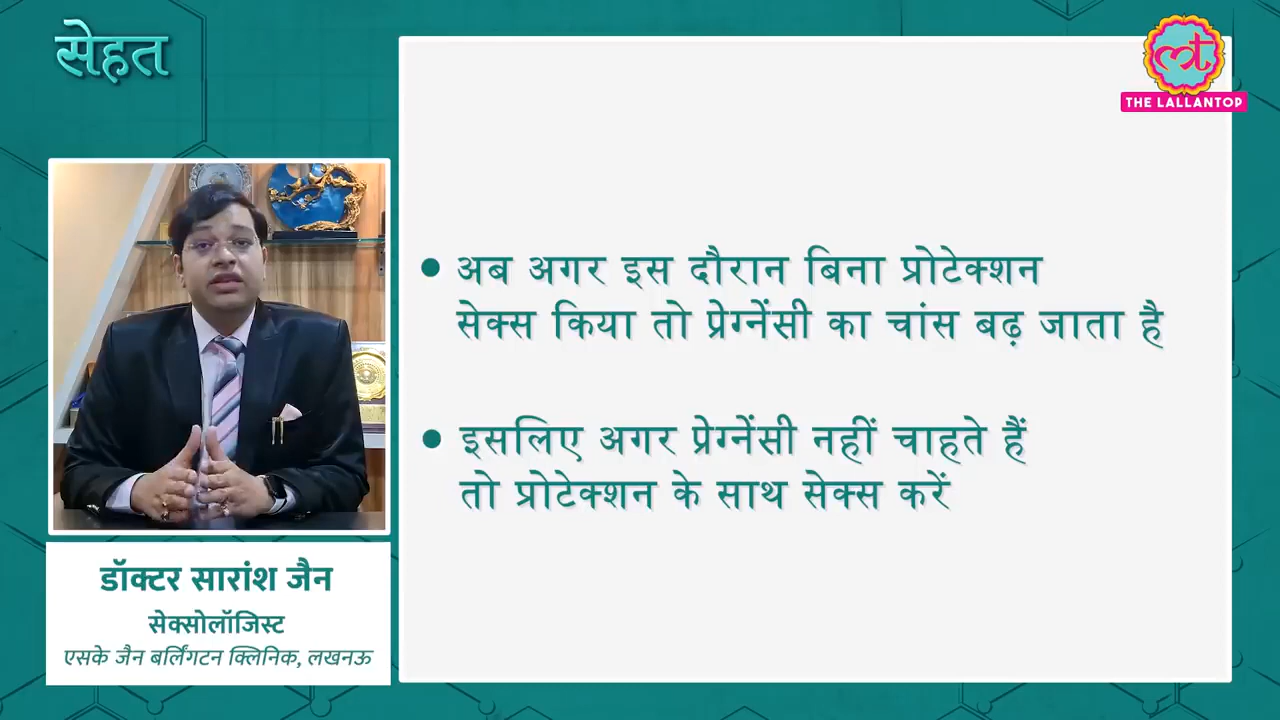 सेहत
THE LALLANTOP
• अब अगर इस दौरान बिना प्रोटेक्शन
सेक्स किया तो प्रेग्नेंसी का चांस बढ़ जाता है
• इसलिए अगर प्रेग्नेंसी नहीं चाहते हैं
तो प्रोटेक्शन के साथ सेक्स करें
डॉक्टर सारांश जैन
सेक्सोलॉजिस्ट
एसके जैन बर्लिंगटन क्लिनिक, लखनऊ